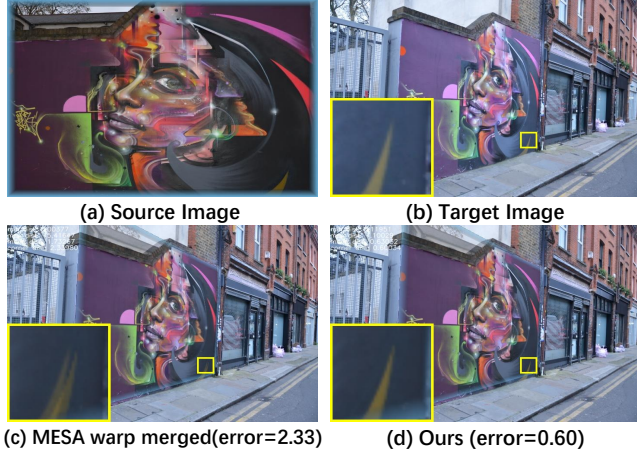 (a) Source Image
(b) Target Image
(c) MESA warp merged(error=2.33)
(d) Ours (error=0.60)